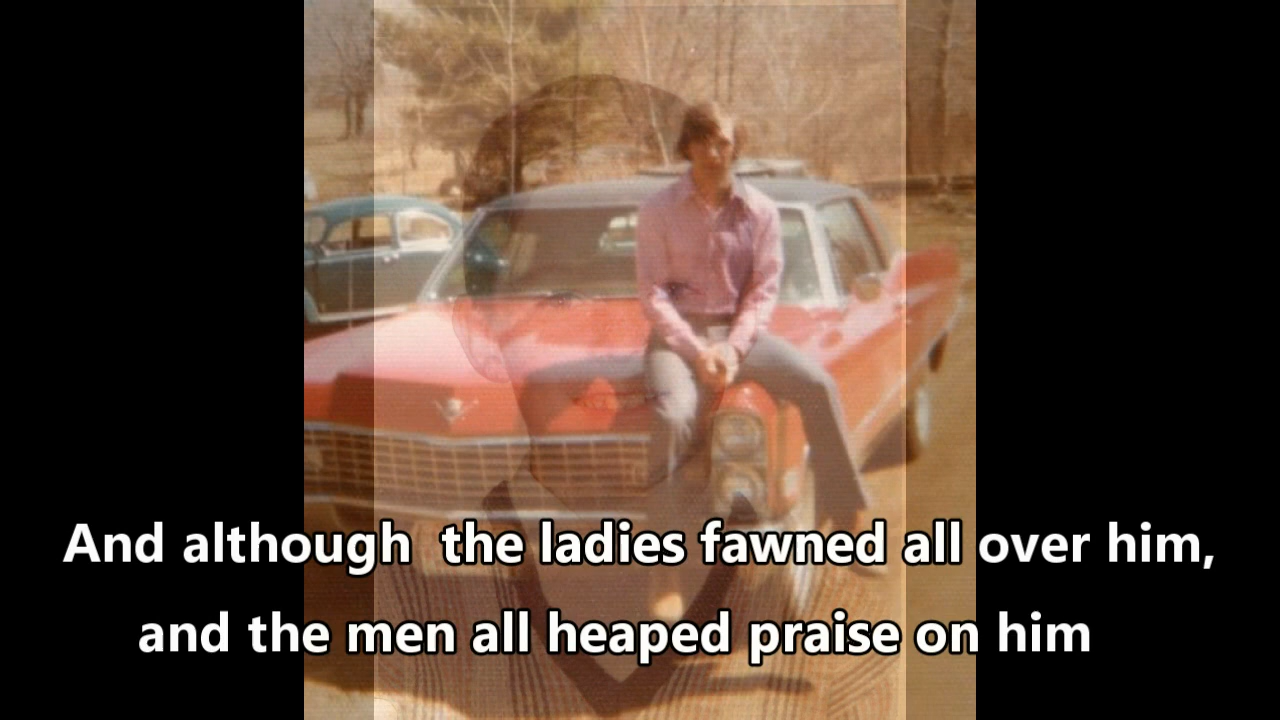 And although  the ladies fawned all over him,
and the men all heaped praise on him